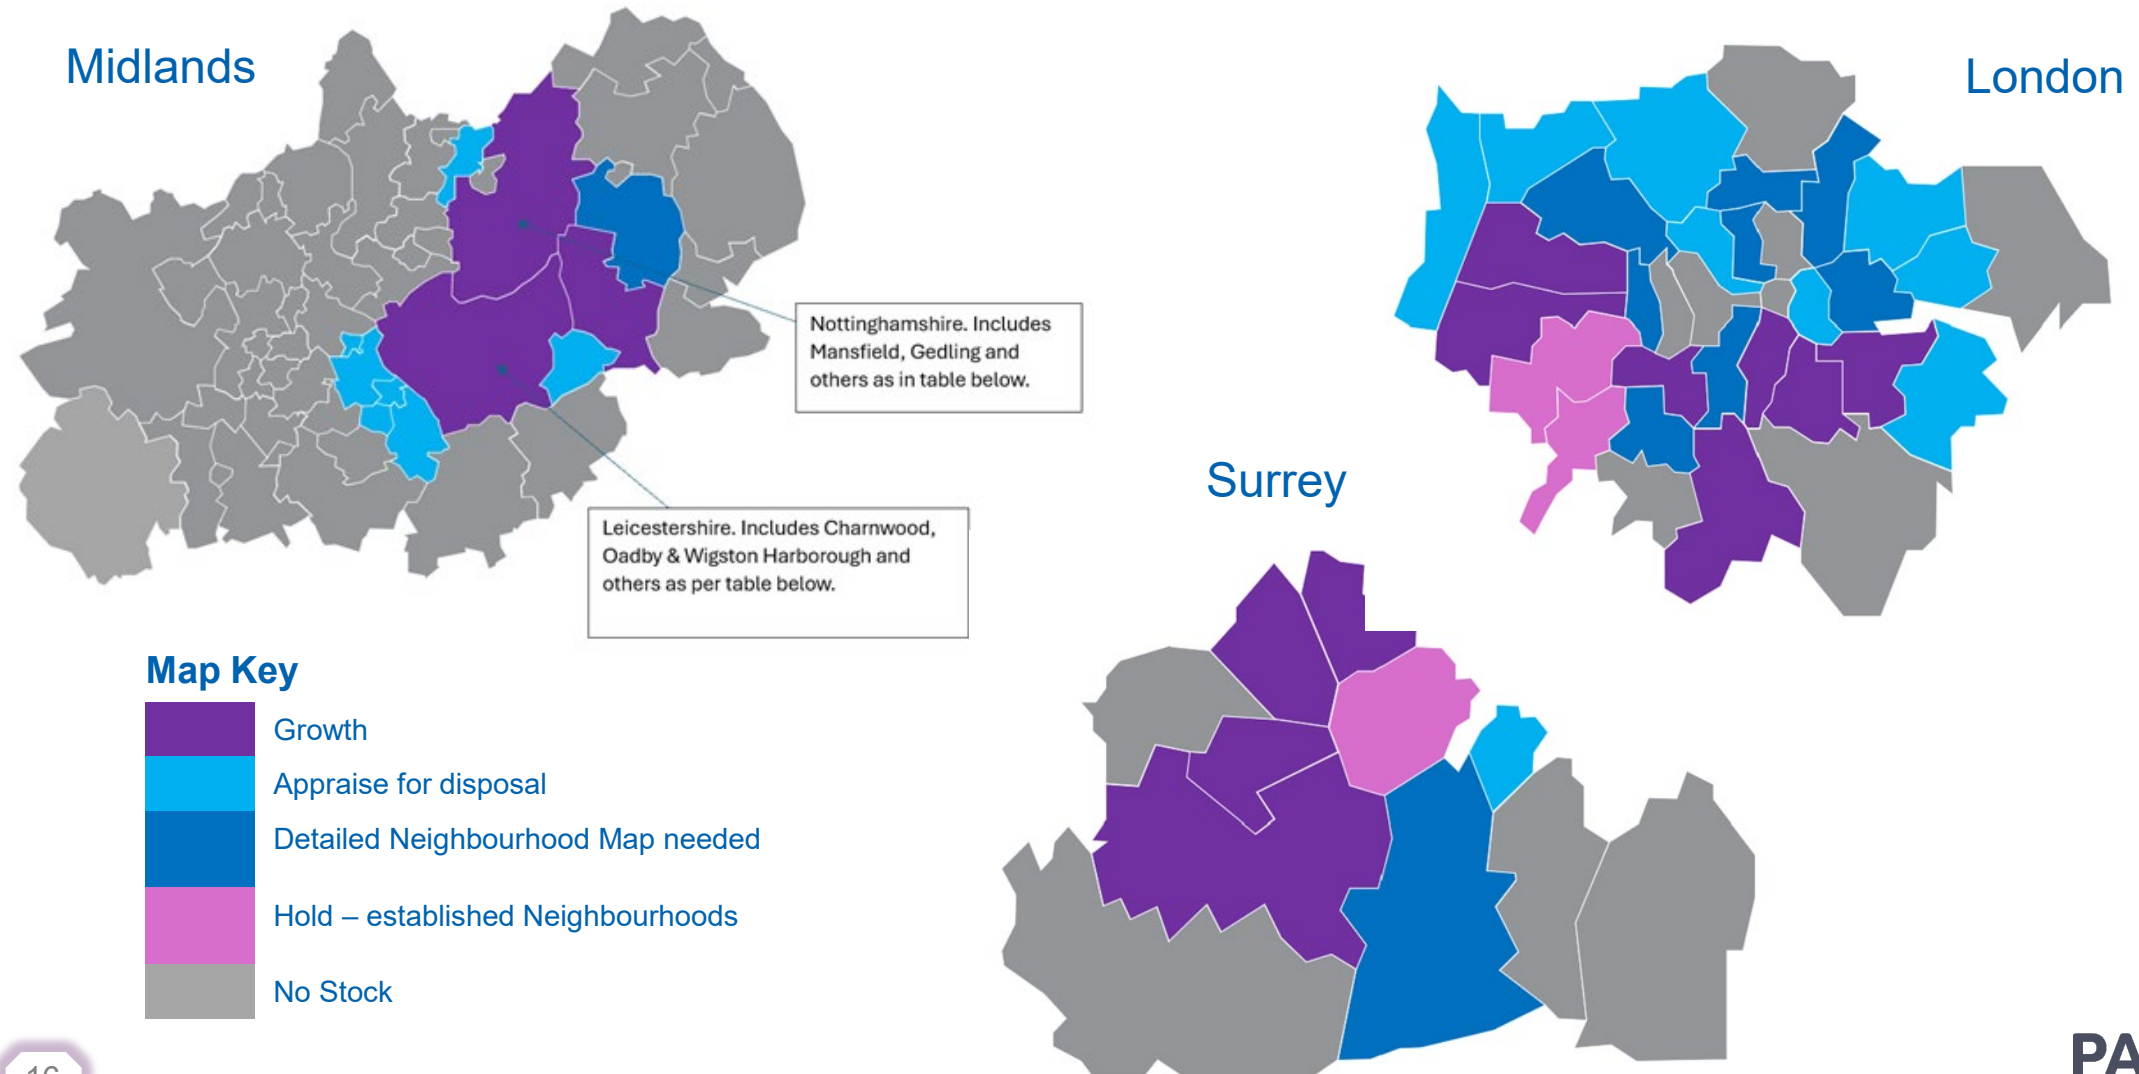 Midlands
London
Nottinghamshire. Includes
Mansfield, Gedling and
others as in table below.
Surrey
Leicestershire. Includes Charnwood,
Oadby & Wigston Harborough and
others as per table below.
Map Key
Growth
Appraise for disposal
Detailed Neighbourhood Map needed
Hold – established Neighbourhoods
No Stock
16
PA